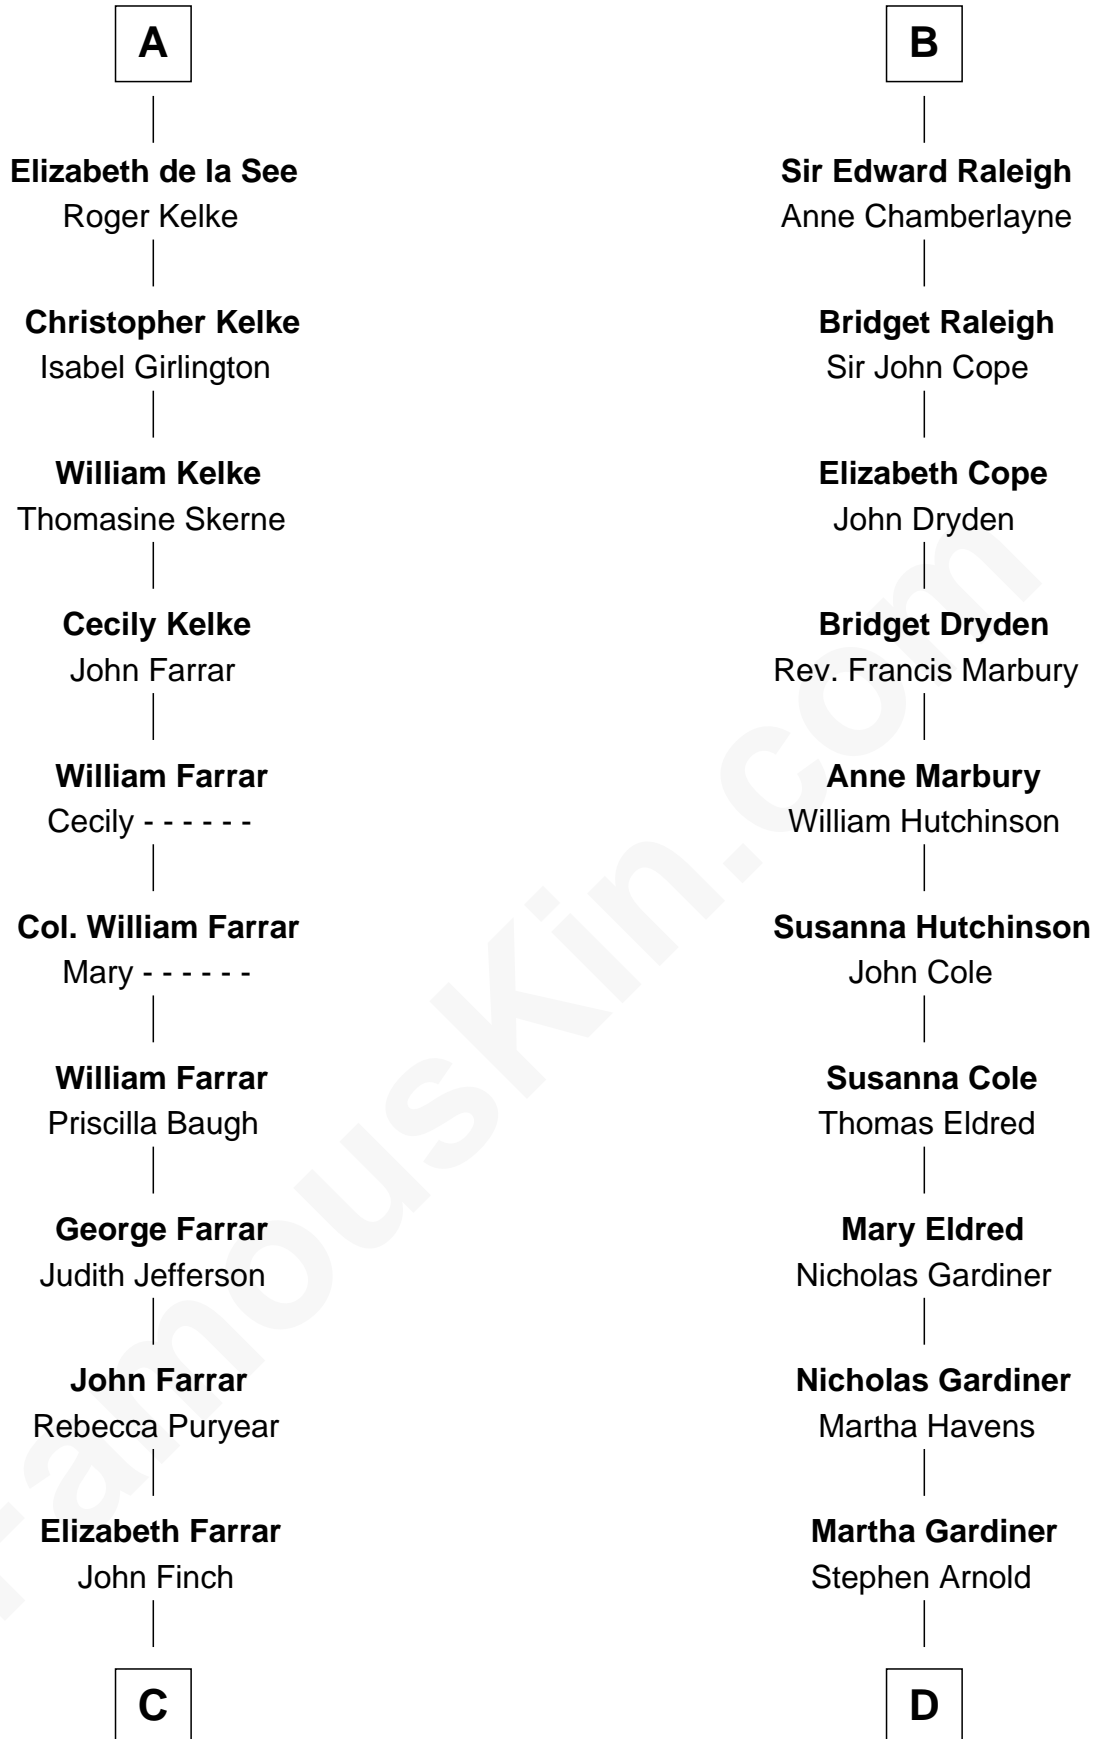 A
Elizabeth de la See
Roger Kelke
Christopher Kelke
Isabel Girlington
William Kelke
Thomasine Skerne
Cecily Kelke
John Farrar
William Farrar
Cecily - - - - - -
Col. William Farrar
Mary - - - - - -
William Farrar
Priscilla Baugh
George Farrar
Judith Jefferson
John Farrar
Rebecca Puryear
Elizabeth Farrar
John Finch
C
B
Sir Edward Raleigh
Anne Chamberlayne
Bridget Raleigh
Sir John Cope
Elizabeth Cope
John Dryden
Bridget Dryden
Rev. Francis Marbury
Anne Marbury
William Hutchinson
Susanna Hutchinson
John Cole
Susanna Cole
Thomas Eldred
Mary Eldred
Nicholas Gardiner
Nicholas Gardiner
Martha Havens
Martha Gardiner
Stephen Arnold
D
FamousKin.com